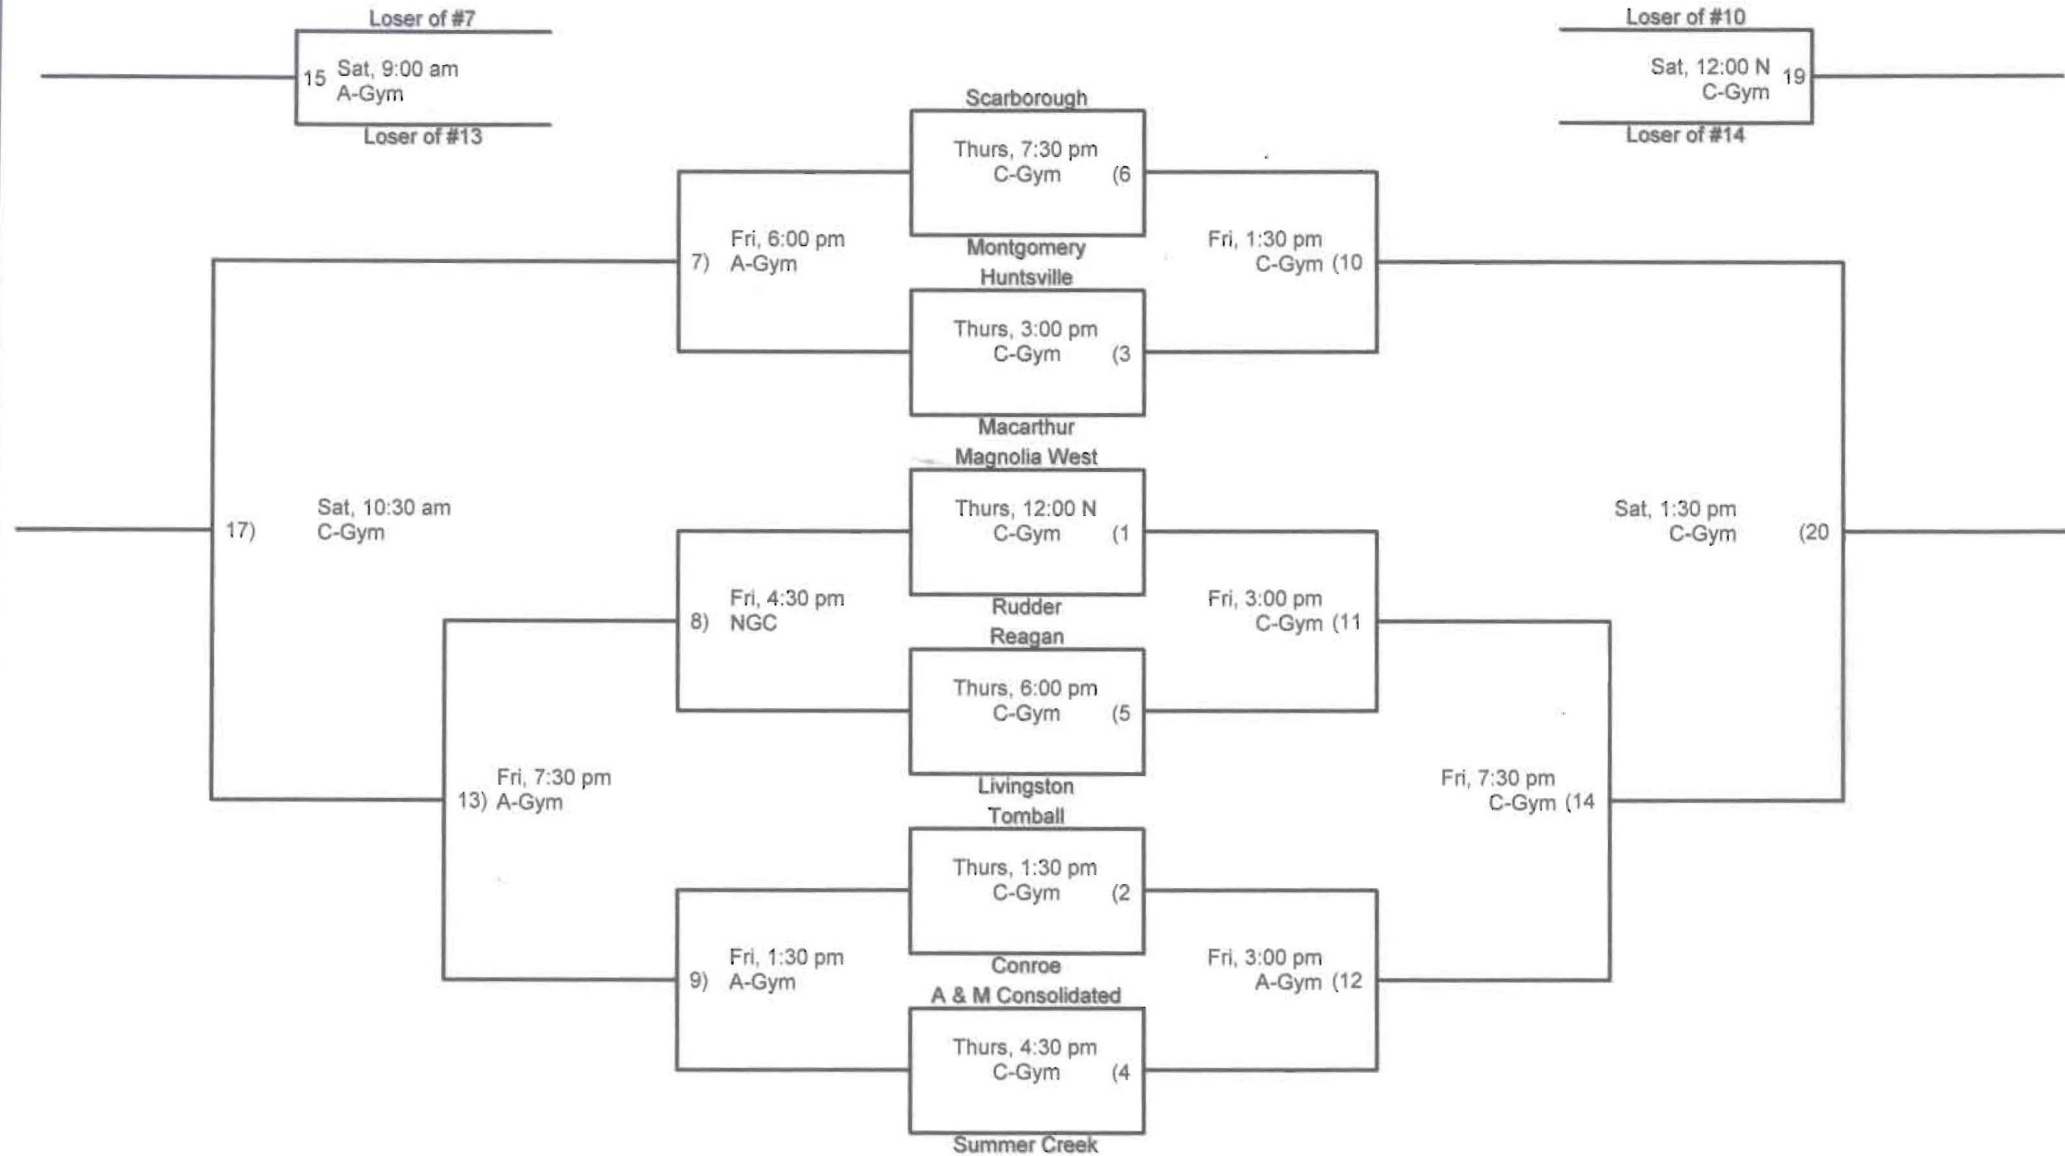 Loser of #7
15 Sat, 9:00 am
A-Gym
Loser of #13
Loser of #10
Sat, 12:00 N 19
C-Gym
Loser of #14
Scarborough
Thurs, 7:30 pm
C-Gym (6
Montgomery
Fri, 6:00 pm
7) A-Gym
Fri, 1:30 pm
C-Gym (10
Huntsville
Thurs, 3:00 pm
C-Gym (3
Macarthur
Magnolia West
Thurs, 12:00 N
C-Gym (1
Rudder
Sat, 10:30 am
17) C-Gym
Sat, 1:30 pm
C-Gym (20
Fri, 4:30 pm
8) NGC
Fri, 3:00 pm
C-Gym (11
Reagan
Thurs, 6:00 pm
C-Gym (5
Livingston
Fri, 7:30 pm
13) A-Gym
Fri, 7:30 pm
C-Gym (14
Tomball
Thurs, 1:30 pm
C-Gym (2
Conroe
Fri, 1:30 pm
9) A-Gym
Fri, 3:00 pm
A-Gym (12
A & M Consolidated
Thurs, 4:30 pm
C-Gym (4
Summer Creek